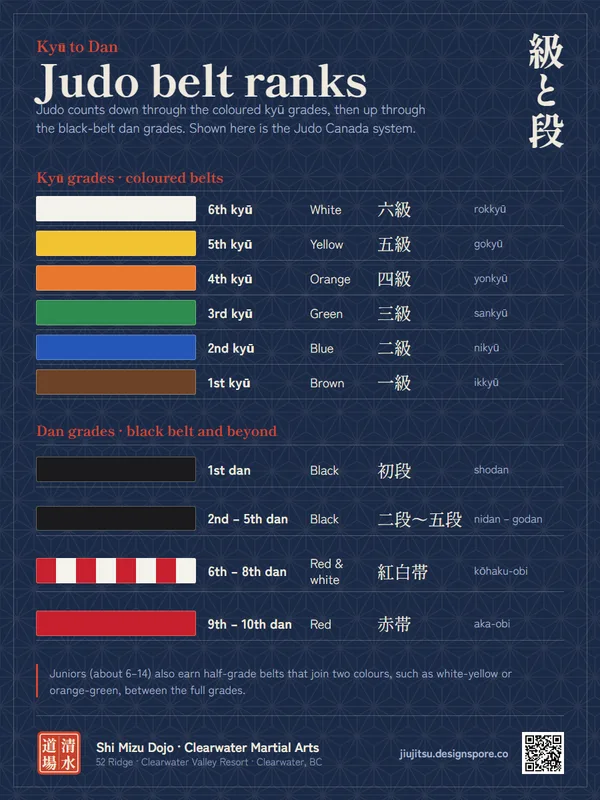 Kyū to Dan
Judo belt ranks
Judo counts down through the coloured kyū grades, then up through
the black-belt dan grades. Shown here is the Judo Canada system.
級と段
Kyū grades · coloured belts
6th kyū White 六級 rokkyū
5th kyū Yellow 五級 gokyū
4th kyū Orange 四級 yonkyū
3rd kyū Green 三級 sankyū
2nd kyū Blue 二級 nikyū
1st kyū Brown 一級 ikkyū
Dan grades · black belt and beyond
1st dan Black 初段 shodan
2nd – 5th dan Black 二段〜五段 nidan – godan
6th – 8th dan Red & white 紅白帯 kōhaku-obi
9th – 10th dan Red 赤帯 aka-obi
Juniors (about 6–14) also earn half-grade belts that join two colours, such as white-yellow or
orange-green, between the full grades.
清水道場
Shi Mizu Dojo · Clearwater Martial Arts
52 Ridge · Clearwater Valley Resort · Clearwater, BC
jiujitsu.designspore.co